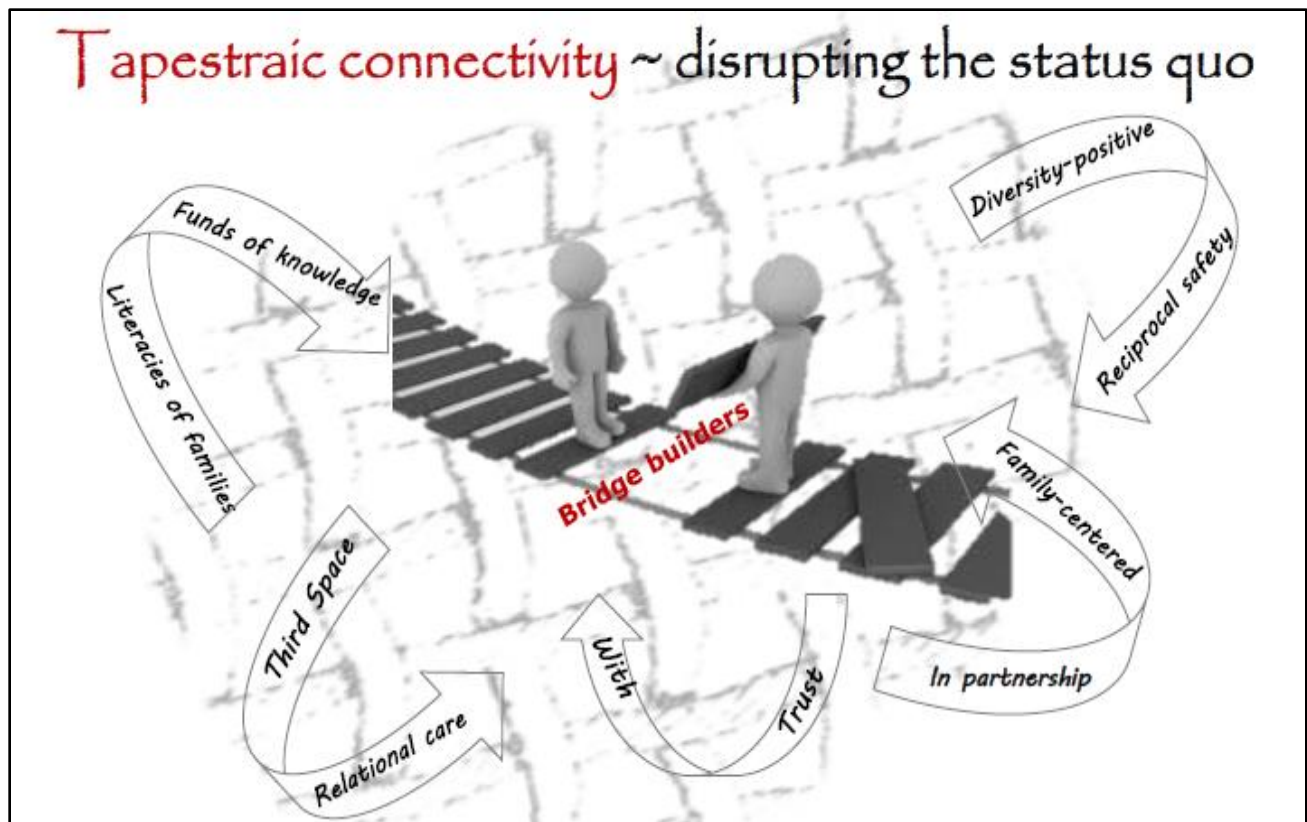 Tapestraic connectivity ~ disrupting the status quo
Diversity-positive
Reciprocal safety
Funds of knowledge
Literacies of families
Bridge builders
Family-centered
In partnership
Third Space
Relational care
With
Trust